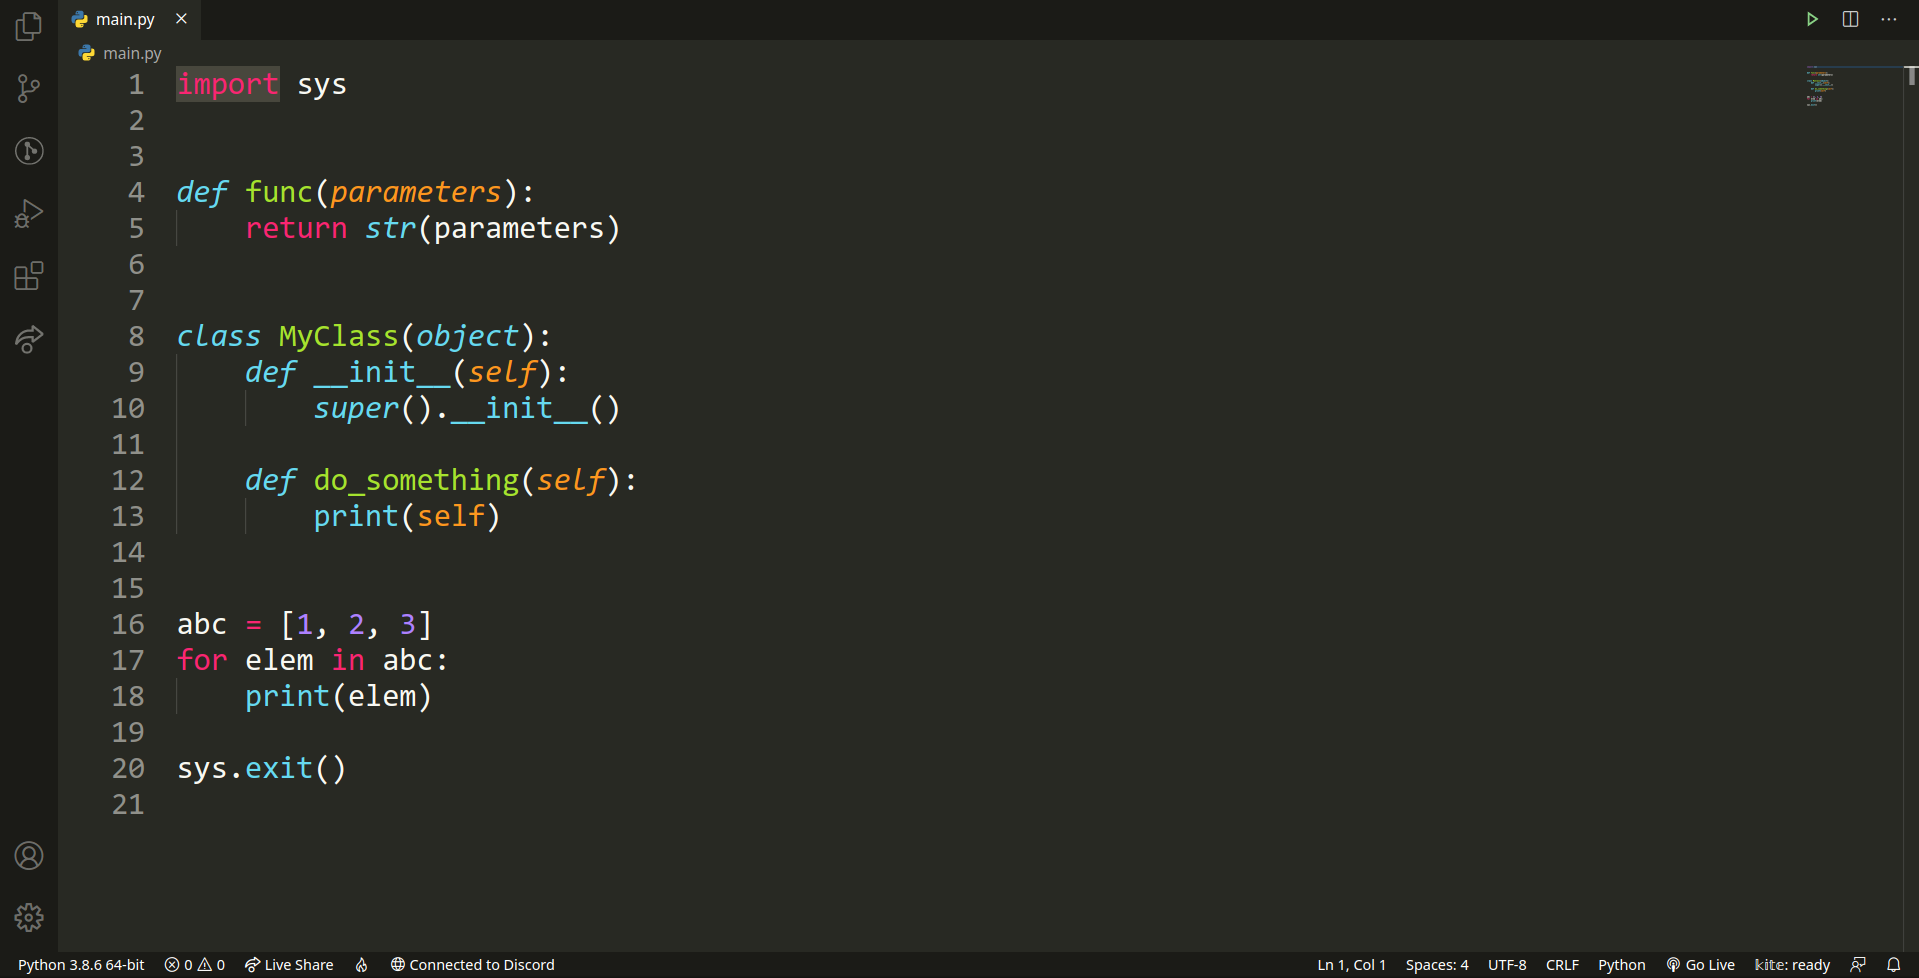 main.py
main.py
1 import sys
2
3
4 def func(parameters):
5     return str(parameters)
6
7
8 class MyClass(object):
9     def __init__(self):
10         super().__init__()
11
12     def do_something(self):
13         print(self)
14
15
16 abc = [1, 2, 3]
17 for elem in abc:
18     print(elem)
19
20 sys.exit()
21
Python 3.8.6 64-bit 0 0 Live Share Connected to Discord Ln 1, Col 1 Spaces: 4 UTF-8 CRLF Python Go Live kite: ready